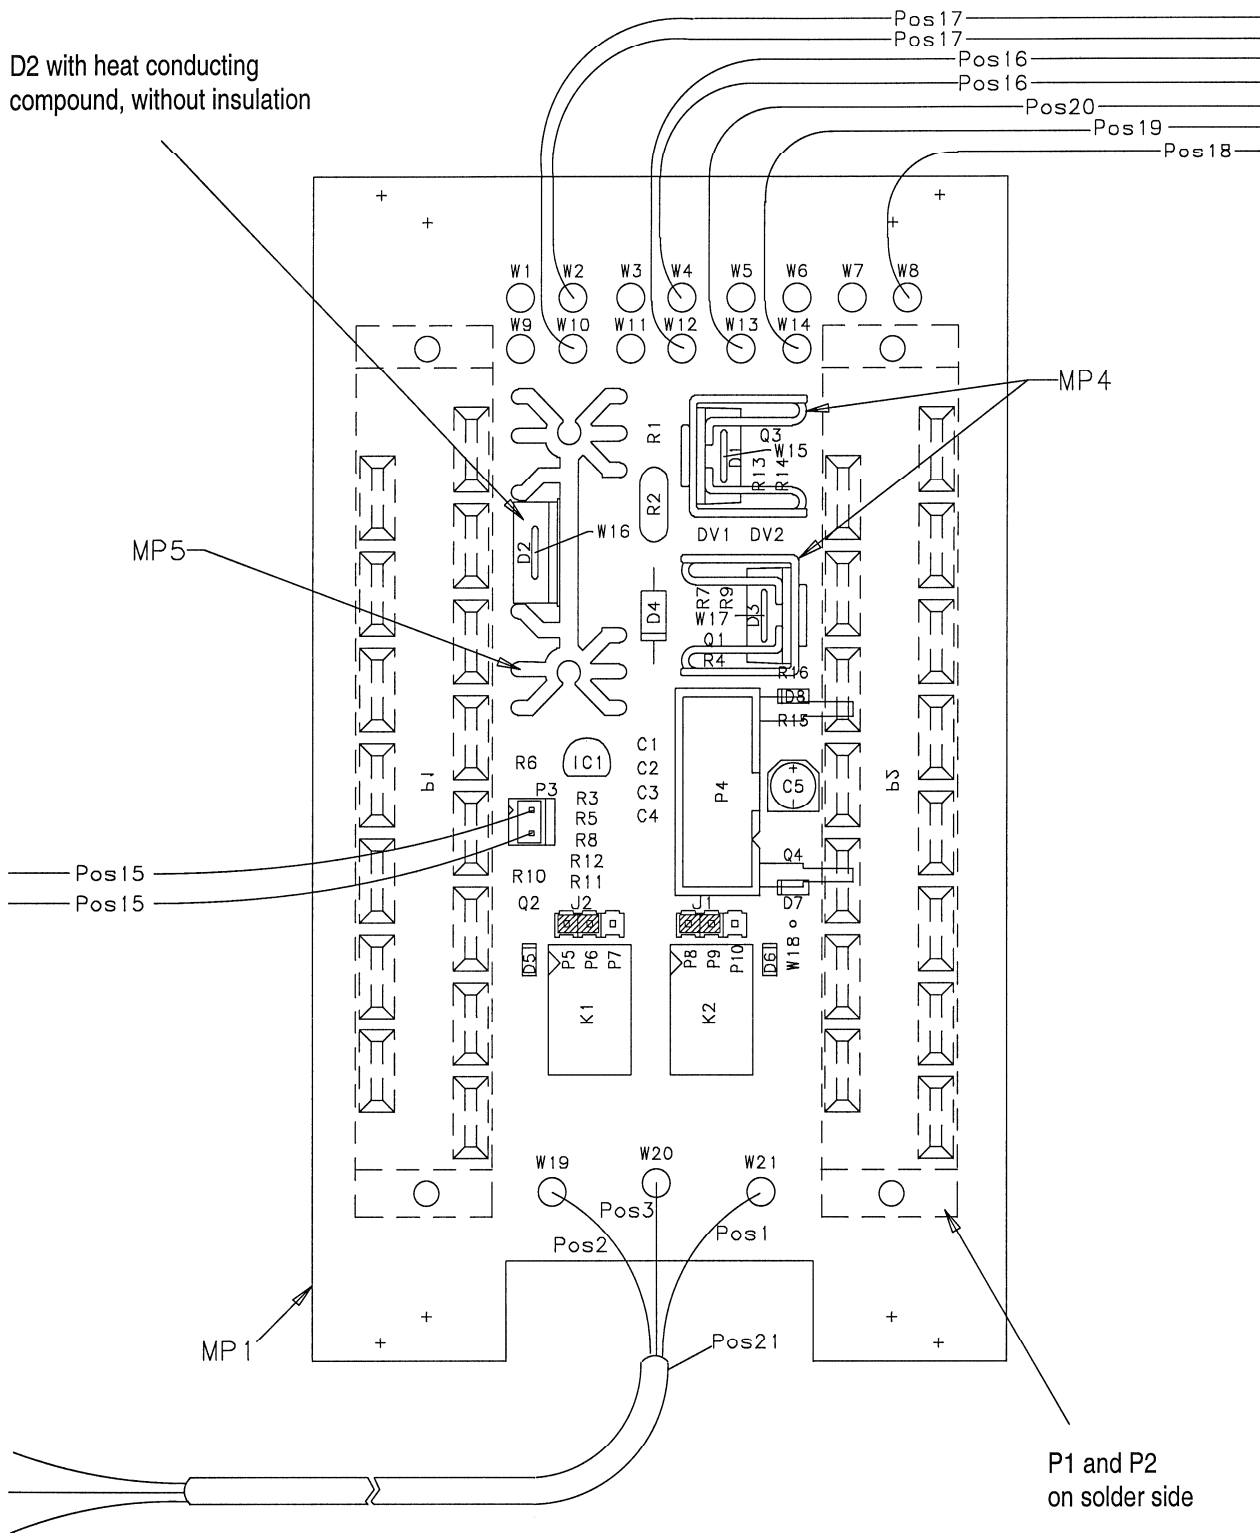 Pos17
Pos17
D2 with heat conducting
compound, without insulation
Pos16
Pos16
Pos20
Pos19
Pos18
W1 W2 W3 W4 W5 W6 W7 W8
W9 W10 W11 W12 W13 W14
MP4
R1
Q3
D1
W15
R13
R14
R2
W16
DV1 DV2
D2
MP5
R7
R9
D4
W17
D3
Q1
R4
R16
D8
R15
C1
R6
IC1
C2
P1
P2
P3
C3
P4
C5
R3
R5
C4
R8
Q4
R12
Pos15
R10
R11
Pos15
Q2
J2
J1
D7
W18
D5
P5
P6
P7
P8
P9
P10
D6
K1
K2
W19
W20
W21
Pos3
Pos2
Pos1
MP1
Pos21
P1 and P2
on solder side